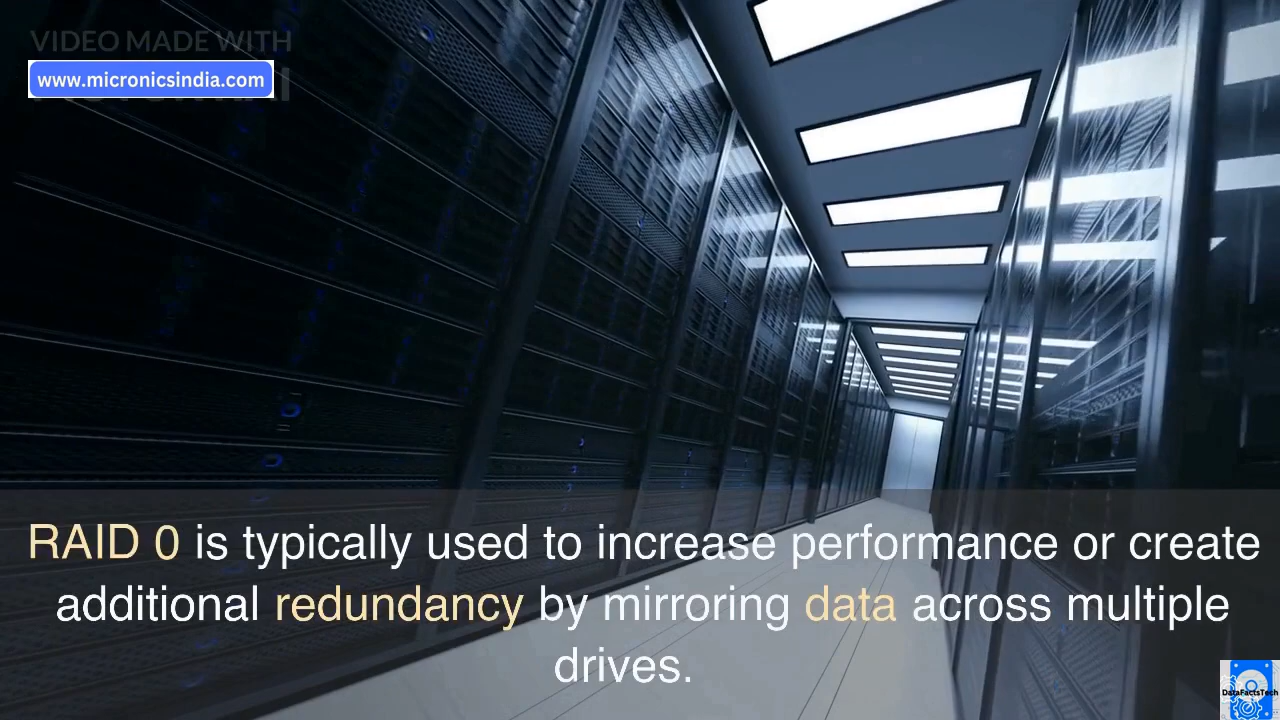 VIDEO MADE WITH
www.micronicsindia.com
RAID 0 is typically used to increase performance or create
additional redundancy by mirroring data across multiple
drives.
DataFactsTech